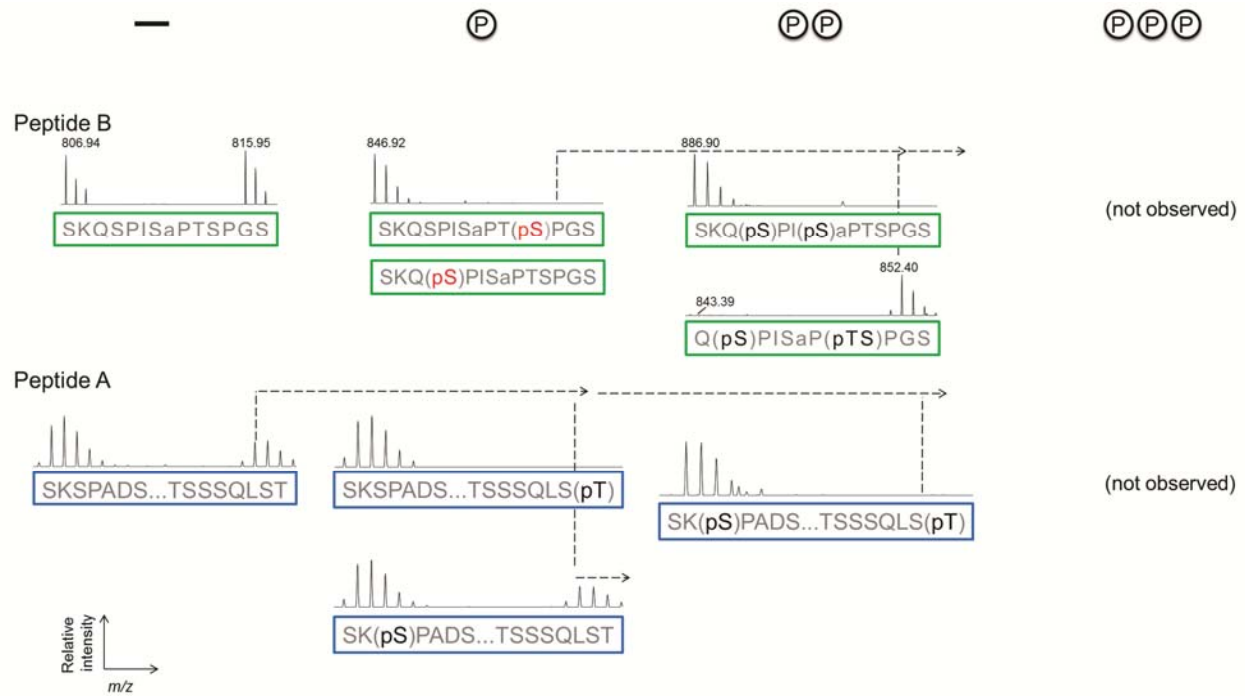 — Ⓟ ⓅⓅ ⓅⓅⓅ
Peptide B
806.94 815.95
SKQSPISaPTSPGS
846.92
SKQSPISaPT(pS)PGS
SKQ(pS)PISaPTSPGS
886.90
SKQ(pS)PI(pS)aPTSPGS
852.40
843.39
Q(pS)PISaP(pTS)PGS
(not observed)
Peptide A
SKSPADS...TSSSQLST
SKSPADS...TSSSQLS(pT)
SK(pS)PADS...TSSSQLST
SK(pS)PADS...TSSSQLS(pT)
(not observed)
Relative
intensity
m/z